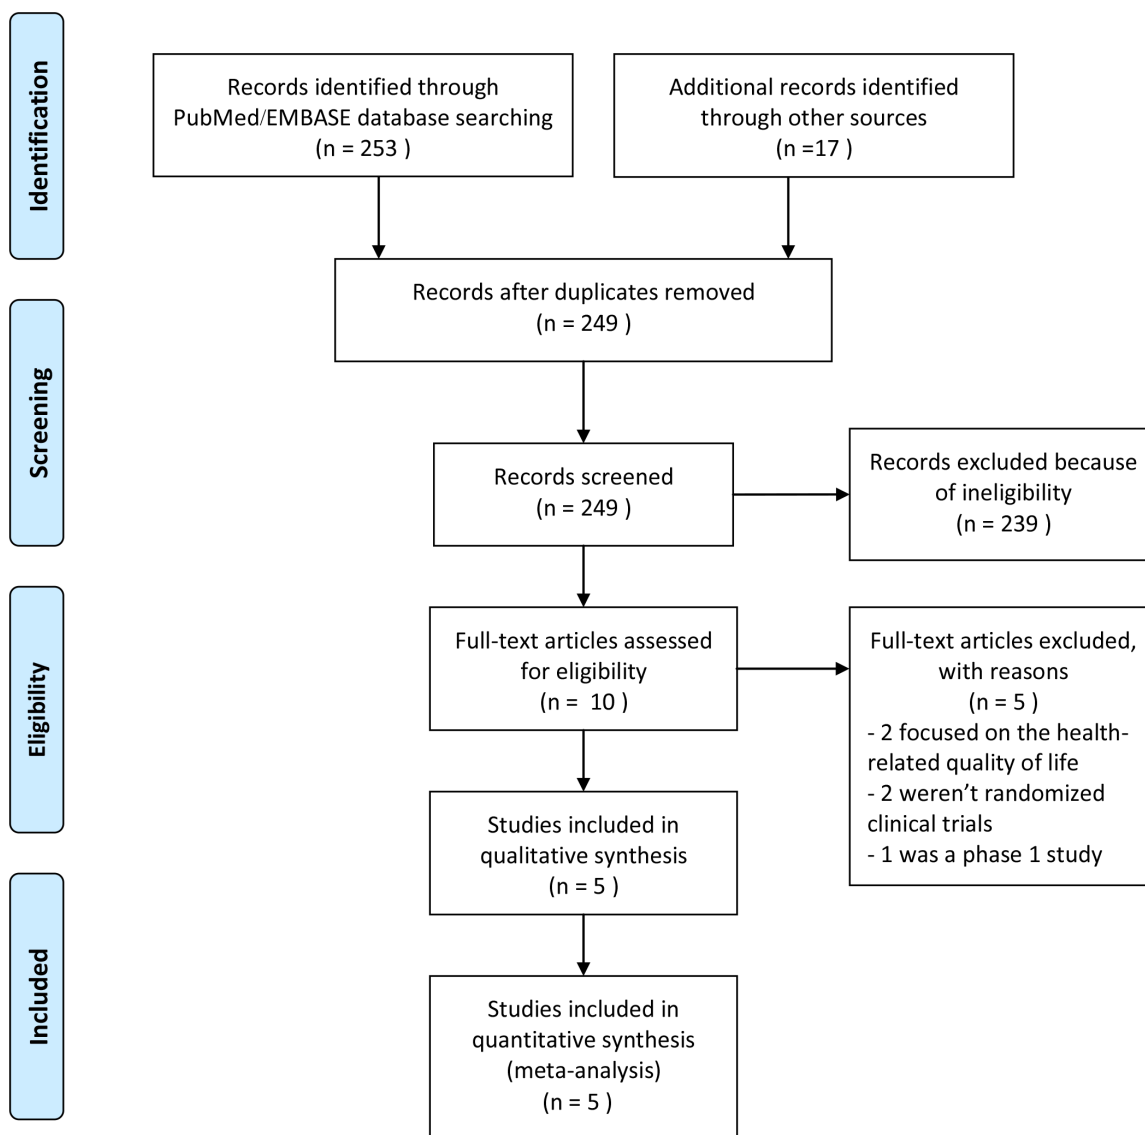 Identification
Records identified through
PubMed/EMBASE database searching
(n = 253 )
Additional records identified
through other sources
(n =17 )
Records after duplicates removed
(n = 249 )
Screening
Records screened
(n = 249 )
Records excluded because
of ineligibility
(n = 239 )
Eligibility
Full-text articles assessed
for eligibility
(n =  10 )
Full-text articles excluded,
with reasons
(n = 5 )
- 2 focused on the health-
related quality of life
- 2 weren’t randomized
clinical trials
- 1 was a phase 1 study
Studies included in
qualitative synthesis
(n = 5 )
Included
Studies included in
quantitative synthesis
(meta-analysis)
(n = 5 )